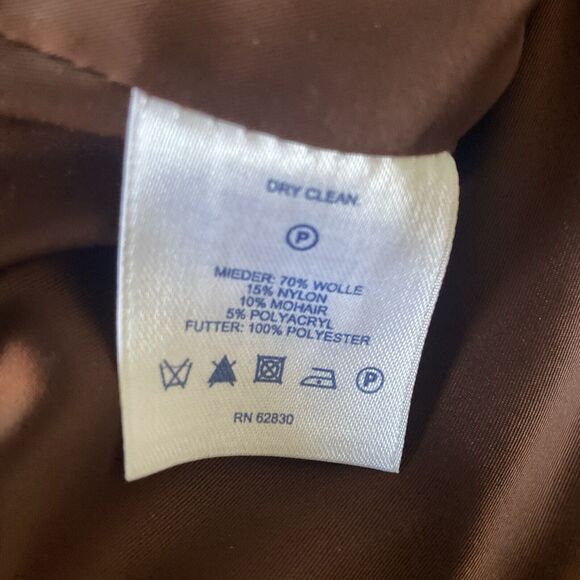 DRY CLEAN.
P
MIEDER: 70% WOLLE
15% NYLON
10% MOHAIR
5% POLYACRYL
FUTTER: 100% POLYESTER
P
RN 62830